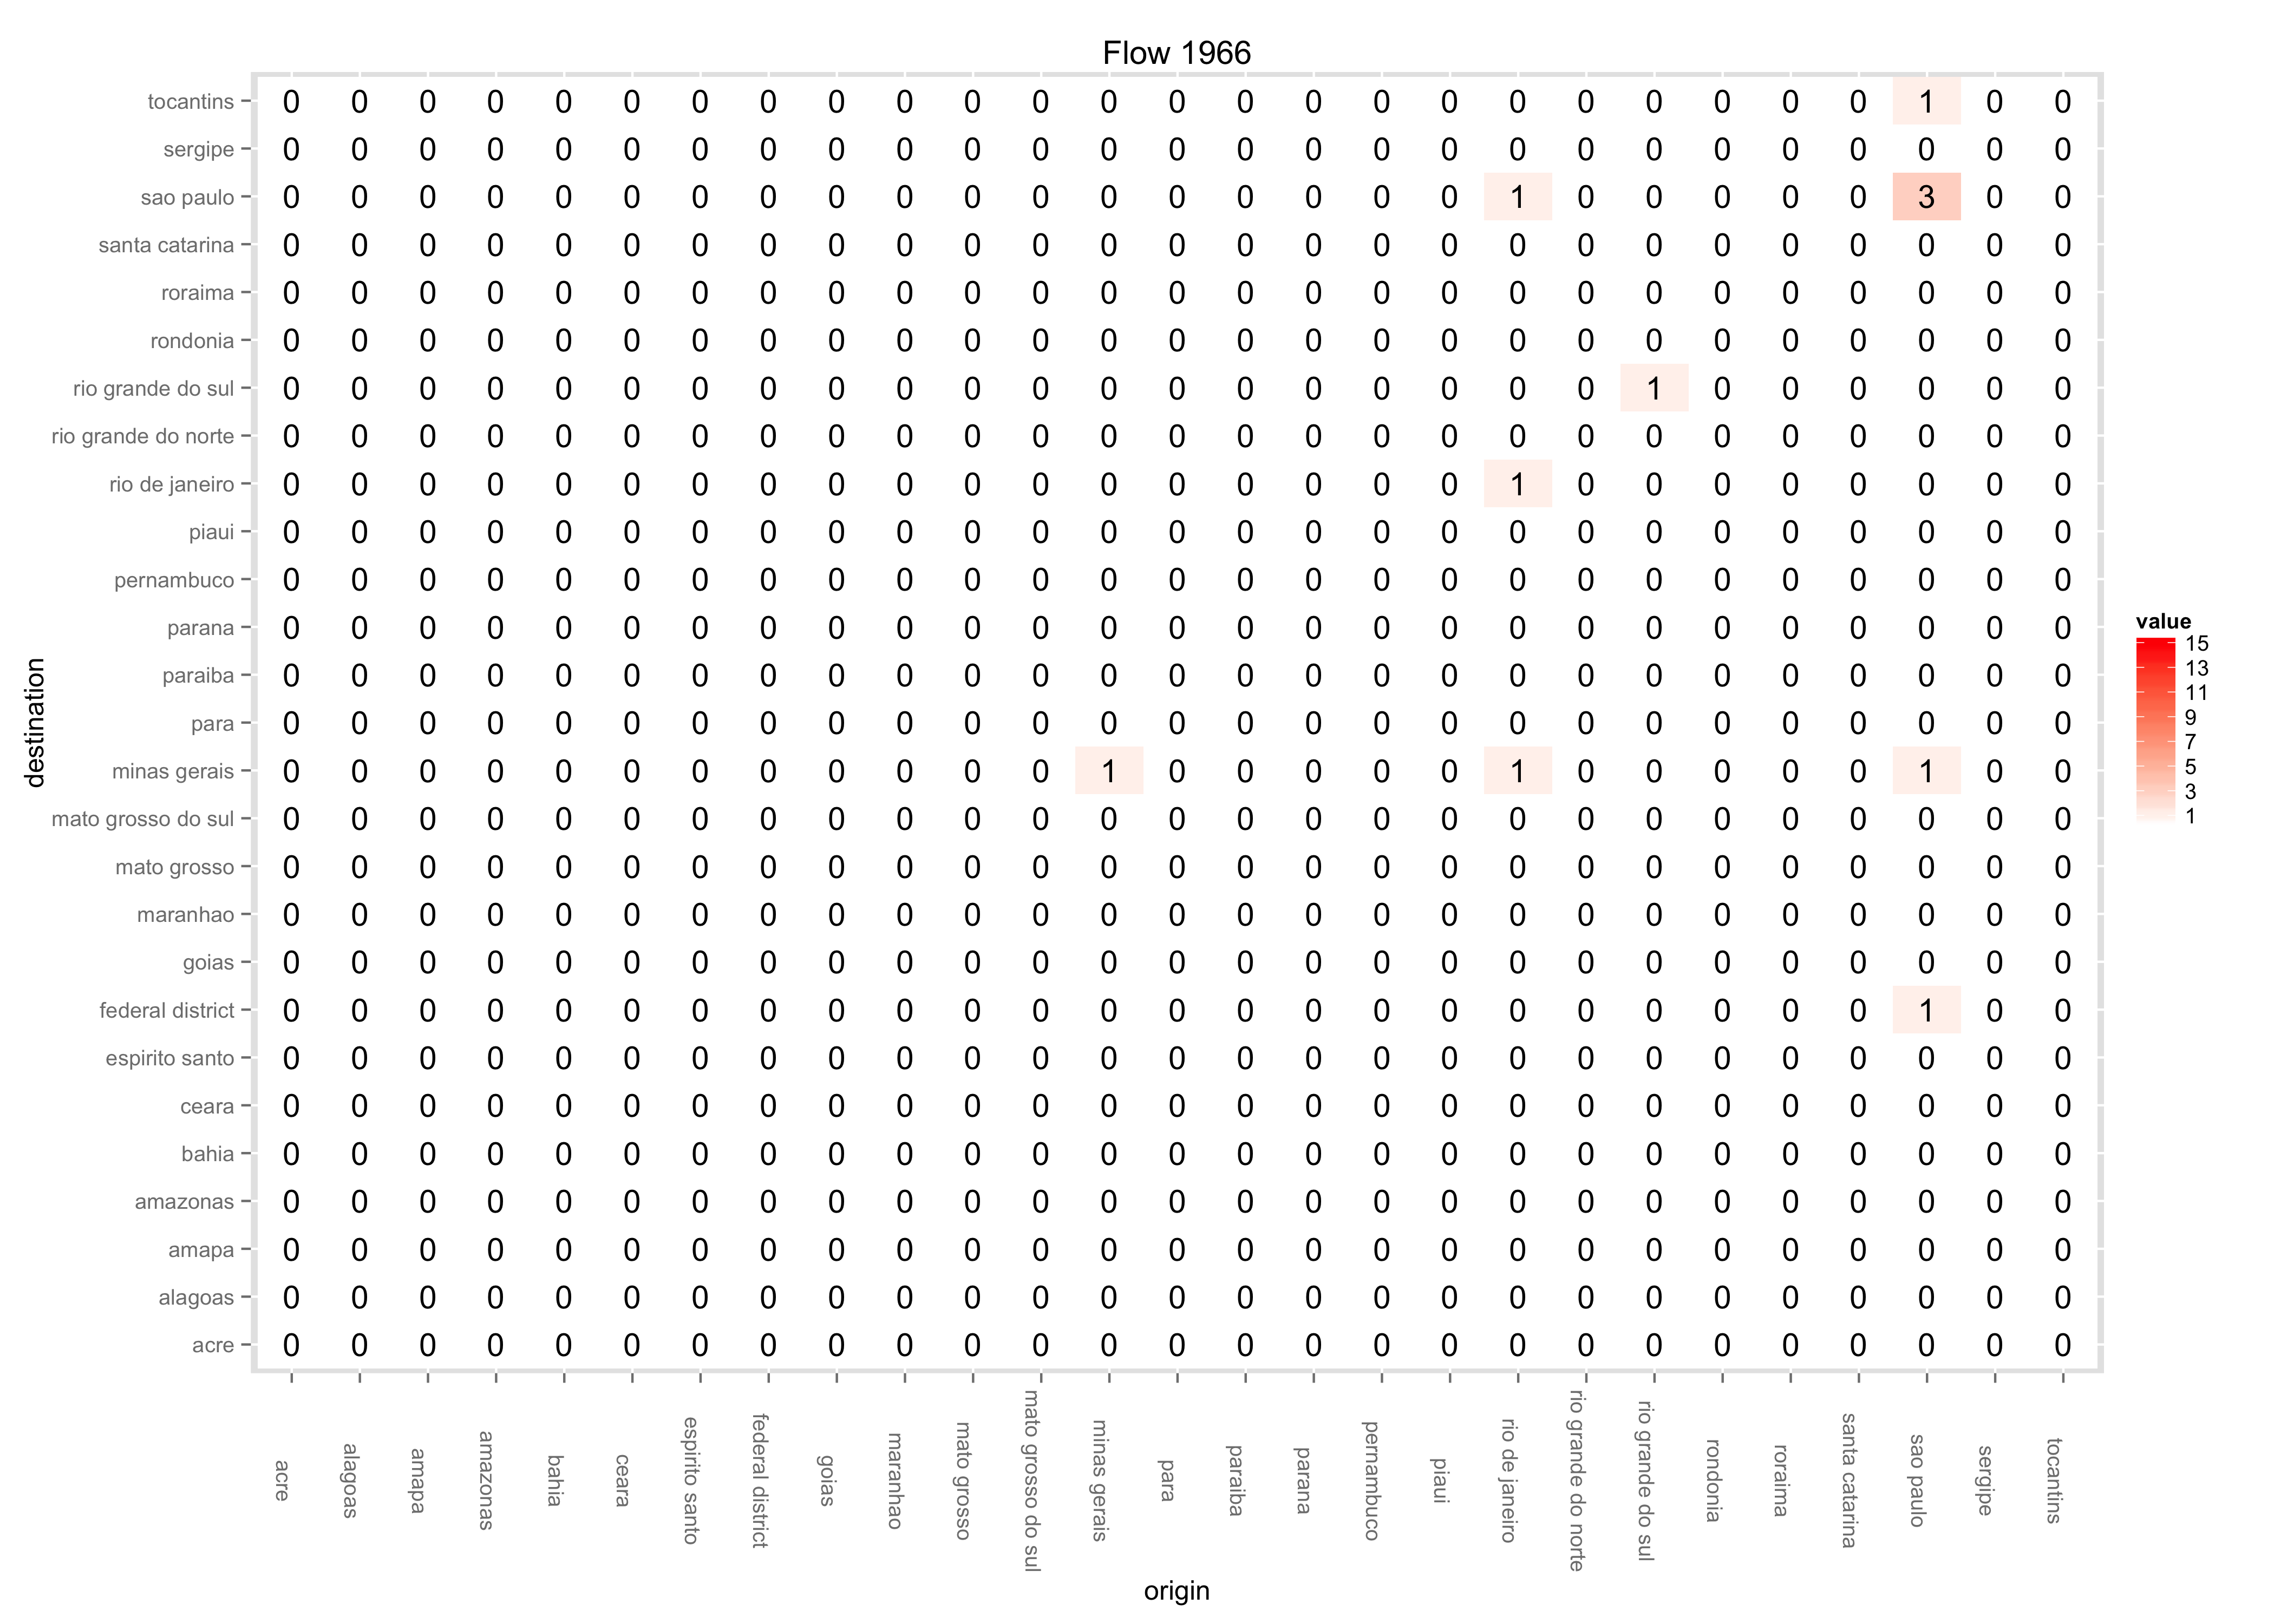 Flow 1966
tocantins 0 0 0 0 0 0 0 0 0 0 0 0 0 0 0 0 0 0 0 0 0 0 0 0 1 0 0
sergipe 0 0 0 0 0 0 0 0 0 0 0 0 0 0 0 0 0 0 0 0 0 0 0 0 0 0 0
sao paulo 0 0 0 0 0 0 0 0 0 0 0 0 0 0 0 0 0 0 1 0 0 0 0 0 3 0 0
santa catarina 0 0 0 0 0 0 0 0 0 0 0 0 0 0 0 0 0 0 0 0 0 0 0 0 0 0 0
roraima 0 0 0 0 0 0 0 0 0 0 0 0 0 0 0 0 0 0 0 0 0 0 0 0 0 0 0
rondonia 0 0 0 0 0 0 0 0 0 0 0 0 0 0 0 0 0 0 0 0 0 0 0 0 0 0 0
rio grande do sul 0 0 0 0 0 0 0 0 0 0 0 0 0 0 0 0 0 0 0 0 1 0 0 0 0 0 0
rio grande do norte 0 0 0 0 0 0 0 0 0 0 0 0 0 0 0 0 0 0 0 0 0 0 0 0 0 0 0
rio de janeiro 0 0 0 0 0 0 0 0 0 0 0 0 0 0 0 0 0 0 1 0 0 0 0 0 0 0 0
piaui 0 0 0 0 0 0 0 0 0 0 0 0 0 0 0 0 0 0 0 0 0 0 0 0 0 0 0
pernambuco 0 0 0 0 0 0 0 0 0 0 0 0 0 0 0 0 0 0 0 0 0 0 0 0 0 0 0
parana 0 0 0 0 0 0 0 0 0 0 0 0 0 0 0 0 0 0 0 0 0 0 0 0 0 0 0
paraiba 0 0 0 0 0 0 0 0 0 0 0 0 0 0 0 0 0 0 0 0 0 0 0 0 0 0 0
para 0 0 0 0 0 0 0 0 0 0 0 0 0 0 0 0 0 0 0 0 0 0 0 0 0 0 0
minas gerais 0 0 0 0 0 0 0 0 0 0 0 0 1 0 0 0 0 0 1 0 0 0 0 0 1 0 0
mato grosso do sul 0 0 0 0 0 0 0 0 0 0 0 0 0 0 0 0 0 0 0 0 0 0 0 0 0 0 0
mato grosso 0 0 0 0 0 0 0 0 0 0 0 0 0 0 0 0 0 0 0 0 0 0 0 0 0 0 0
maranhao 0 0 0 0 0 0 0 0 0 0 0 0 0 0 0 0 0 0 0 0 0 0 0 0 0 0 0
goias 0 0 0 0 0 0 0 0 0 0 0 0 0 0 0 0 0 0 0 0 0 0 0 0 0 0 0
federal district 0 0 0 0 0 0 0 0 0 0 0 0 0 0 0 0 0 0 0 0 0 0 0 0 1 0 0
espirito santo 0 0 0 0 0 0 0 0 0 0 0 0 0 0 0 0 0 0 0 0 0 0 0 0 0 0 0
ceara 0 0 0 0 0 0 0 0 0 0 0 0 0 0 0 0 0 0 0 0 0 0 0 0 0 0 0
bahia 0 0 0 0 0 0 0 0 0 0 0 0 0 0 0 0 0 0 0 0 0 0 0 0 0 0 0
amazonas 0 0 0 0 0 0 0 0 0 0 0 0 0 0 0 0 0 0 0 0 0 0 0 0 0 0 0
amapa 0 0 0 0 0 0 0 0 0 0 0 0 0 0 0 0 0 0 0 0 0 0 0 0 0 0 0
alagoas 0 0 0 0 0 0 0 0 0 0 0 0 0 0 0 0 0 0 0 0 0 0 0 0 0 0 0
acre 0 0 0 0 0 0 0 0 0 0 0 0 0 0 0 0 0 0 0 0 0 0 0 0 0 0 0
destination
acre
alagoas
amapa
amazonas
bahia
ceara
espirito santo
federal district
goias
maranhao
mato grosso
mato grosso do sul
minas gerais
para
paraiba
parana
pernambuco
piaui
rio de janeiro
rio grande do norte
rio grande do sul
rondonia
roraima
santa catarina
sao paulo
sergipe
tocantins
origin
value
15
13
11
9
7
5
3
1